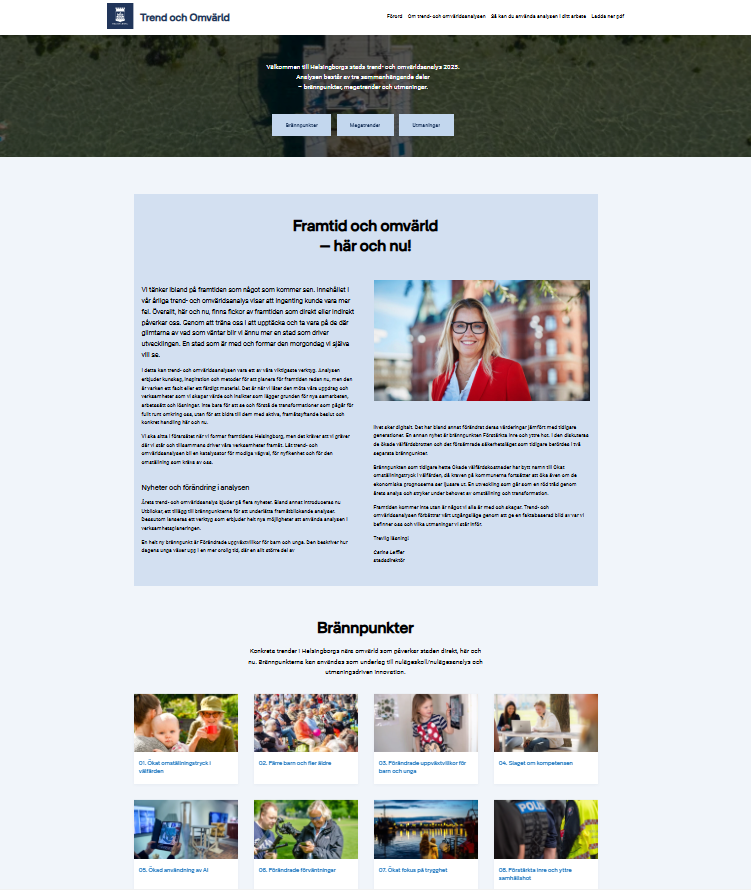 HELSINGBORG
Trend och Omvärld
Förord Om trend- och omvärldsanalysen Så kan du använda analysen i ditt arbete Ladda ner pdf
Välkommen till Helsingborgs stads trend- och omvärldsanalys 2025.
Analysen består av tre sammanhängande delar
– brännpunkter, megatrender och utmaningar.
Brännpunkter Megatrender Utmaningar
Framtid och omvärld
– här och nu!
Vi tänker ibland på framtiden som något som kommer sen. Innehållet i
vår årliga trend- och omvärldsanalys visar att ingenting kunde vara mer
fel. Överallt, här och nu, finns flickor av framtiden som direkt eller indirekt
påverkar oss. Genom att träna oss i att upptäcka och ta vara på de där
glimtarna av vad som väntar blir vi ännu mer en stad som driver
utvecklingen. En stad som är med och formar den morgondag vi själva
vill se.
I detta kan trend- och omvärldsanalysen vara ett av våra viktigaste verktyg. Analysen
erbjuder kunskap, inspiration och metoder för att planera för framtiden redan nu, men den
är varken ett facit eller ett färdigt material. Det är när vi låter den möta våra uppdrag och
verksamheter som vi skapar värde och insikter som lägger grunden för nya samarbeten,
arbetssätt och lösningar. Inte bara för att se och förstå de transformationer som pågår för
fullt runt omkring oss, utan för att bidra till dem med aktiva, framåtsyftande beslut och
konkret handling här och nu.
Vi ska sitta i förarsätet när vi formar framtidens Helsingborg, men det kräver att vi gräver
där vi står och tillsammans driver våra verksamheter framåt. Låt trend- och
omvärldsanalysen bli en katalysator för modiga vägval, för nyfikenhet och för den
omställning som krävs av oss.
Nyheter och förändring i analysen
Årets trend- och omvärldsanalys bjuder på flera nyheter. Bland annat introduceras nu
Utblickar, ett tillägg till brännpunkterna för att underlätta framåtblickande analyser.
Dessutom lanseras ett verktyg som erbjuder helt nya möjligheter att använda analysen i
verksamhetsplaneringen.
En helt ny brännpunkt är Förändrade uppväxtvillkor för barn och unga. Den beskriver hur
dagens unga växer upp i en mer orolig tid, där en allt större del av
livet sker digitalt. Det har bland annat förändrat deras värderingar jämfört med tidigare
generationer. En annan nyhet är brännpunkten Förstärkta inre och yttre hot. I den diskuteras
de ökade våldsbrotten och det försämrade säkerhetsläget som tidigare berördes i två
separata brännpunkter.
Brännpunkten som tidigare hette Ökade välfärdskostnader har bytt namn till Ökat
omställningstryck i välfärden, då kraven på kommunerna fortsätter att öka även om de
ekonomiska prognoserna ser ljusare ut. En utveckling som går som en röd tråd genom
årets analys och stryker under behovet av omställning och transformation.
Framtiden kommer inte utan är något vi alla är med och skapar. Trend- och
omvärldsanalysen förbättrar vårt utgångsläge genom att ge en faktabaserad bild av var vi
befinner oss och vilka utmaningar vi står inför.
Trevlig läsning!
Carina Leffler
stadsdirektör
Brännpunkter
Konkreta trender i Helsingborgs nära omvärld som påverkar staden direkt, här och
nu. Brännpunkterna kan användas som underlag till nulägeskoll/nulägesanalys och
utmaningsdriven innovation.
01. Ökat omställningstryck i
välfärden
02. Färre barn och fler äldre
03. Förändrade uppväxtvillkor för
barn och unga
04. Slaget om kompetensen
POLIS
05. Ökad användning av AI
06. Förändrade förväntningar
07. Ökat fokus på trygghet
08. Förstärkta inre och yttre
samhällshot